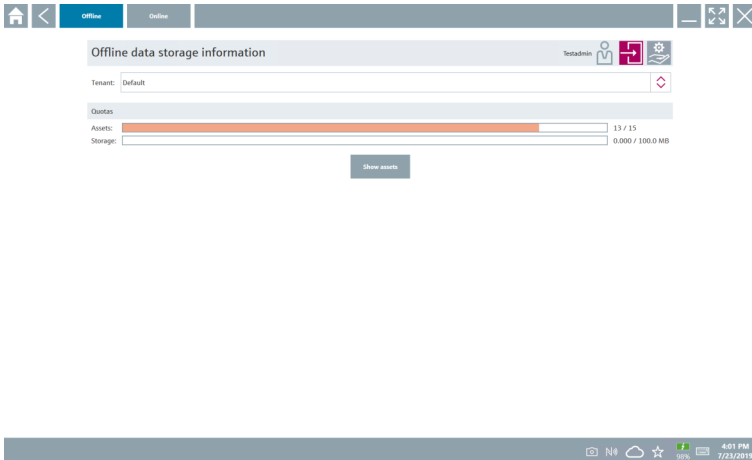 Offline Online
Offline data storage information Testadmin
Tenant: Default
Quotas
Assets: 13 / 15
Storage: 0.000 / 100.0 MB
Show assets
98% 4:01 PM
7/23/2019